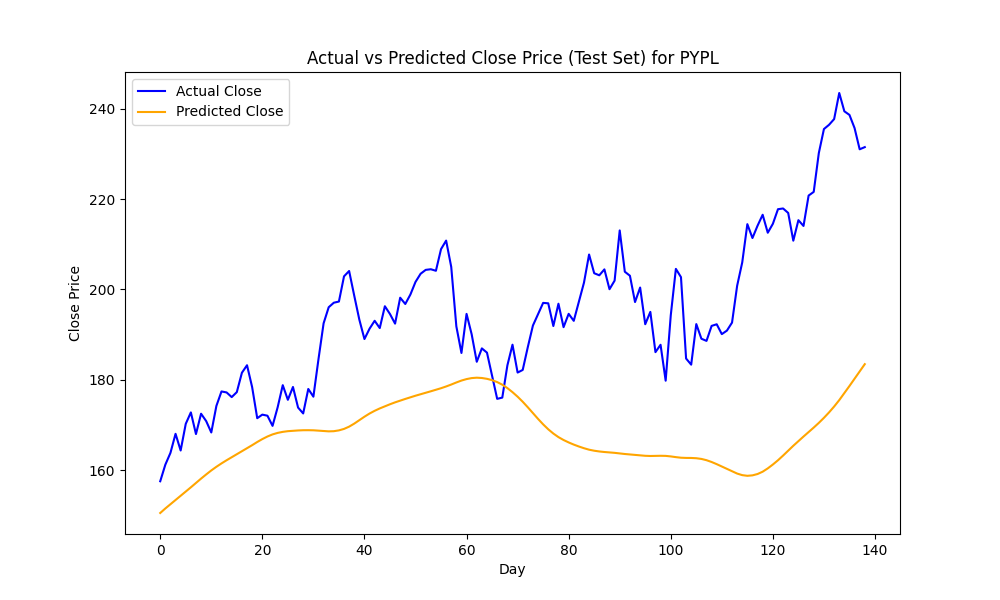 Actual vs Predicted Close Price (Test Set) for PYPL
Actual Close
Predicted Close
240
220
200
180
160
Close Price
0 20 40 60 80 100 120 140
Day